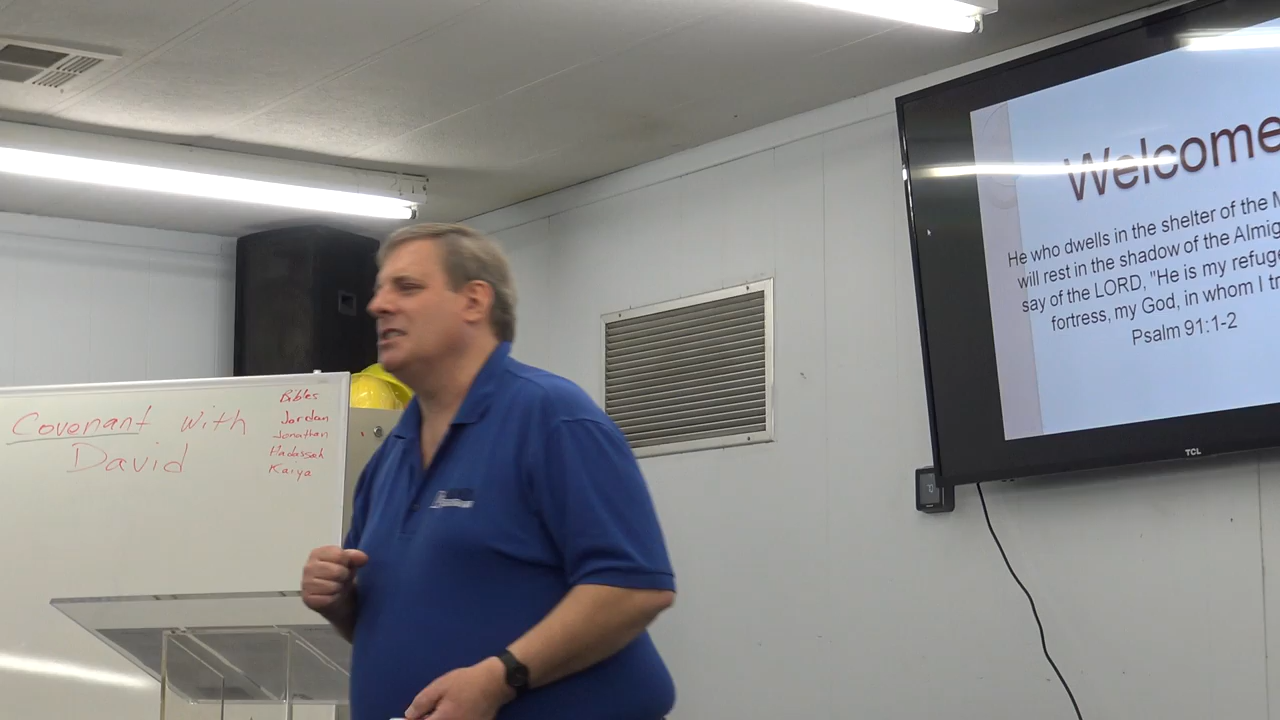 Covenant with
David
Bibles
Jordan
Jonathan
Hadassah
Kaiya
Welcome
He who dwells in the shelter of the M
will rest in the shadow of the Almig
say of the LORD, "He is my refuge
fortress, my God, in whom I tr
Psalm 91:1-2
TCL